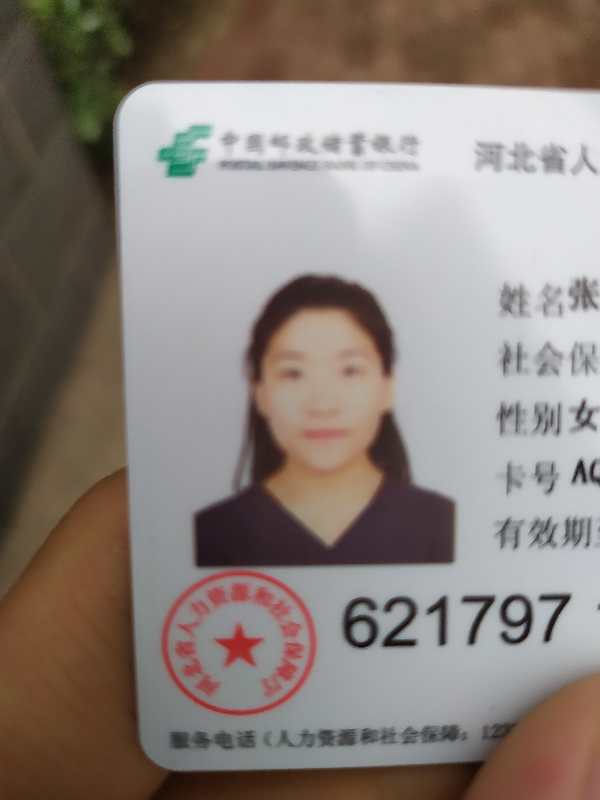 中国邮政储蓄银行
POSTAL SAVINGS BANK OF CHINA
河北省人
姓名张
社会保
性别女
卡号 AQ
有效期至
621797
河北省人力资源和社会保障厅
服务电话（人力资源和社会保障：123